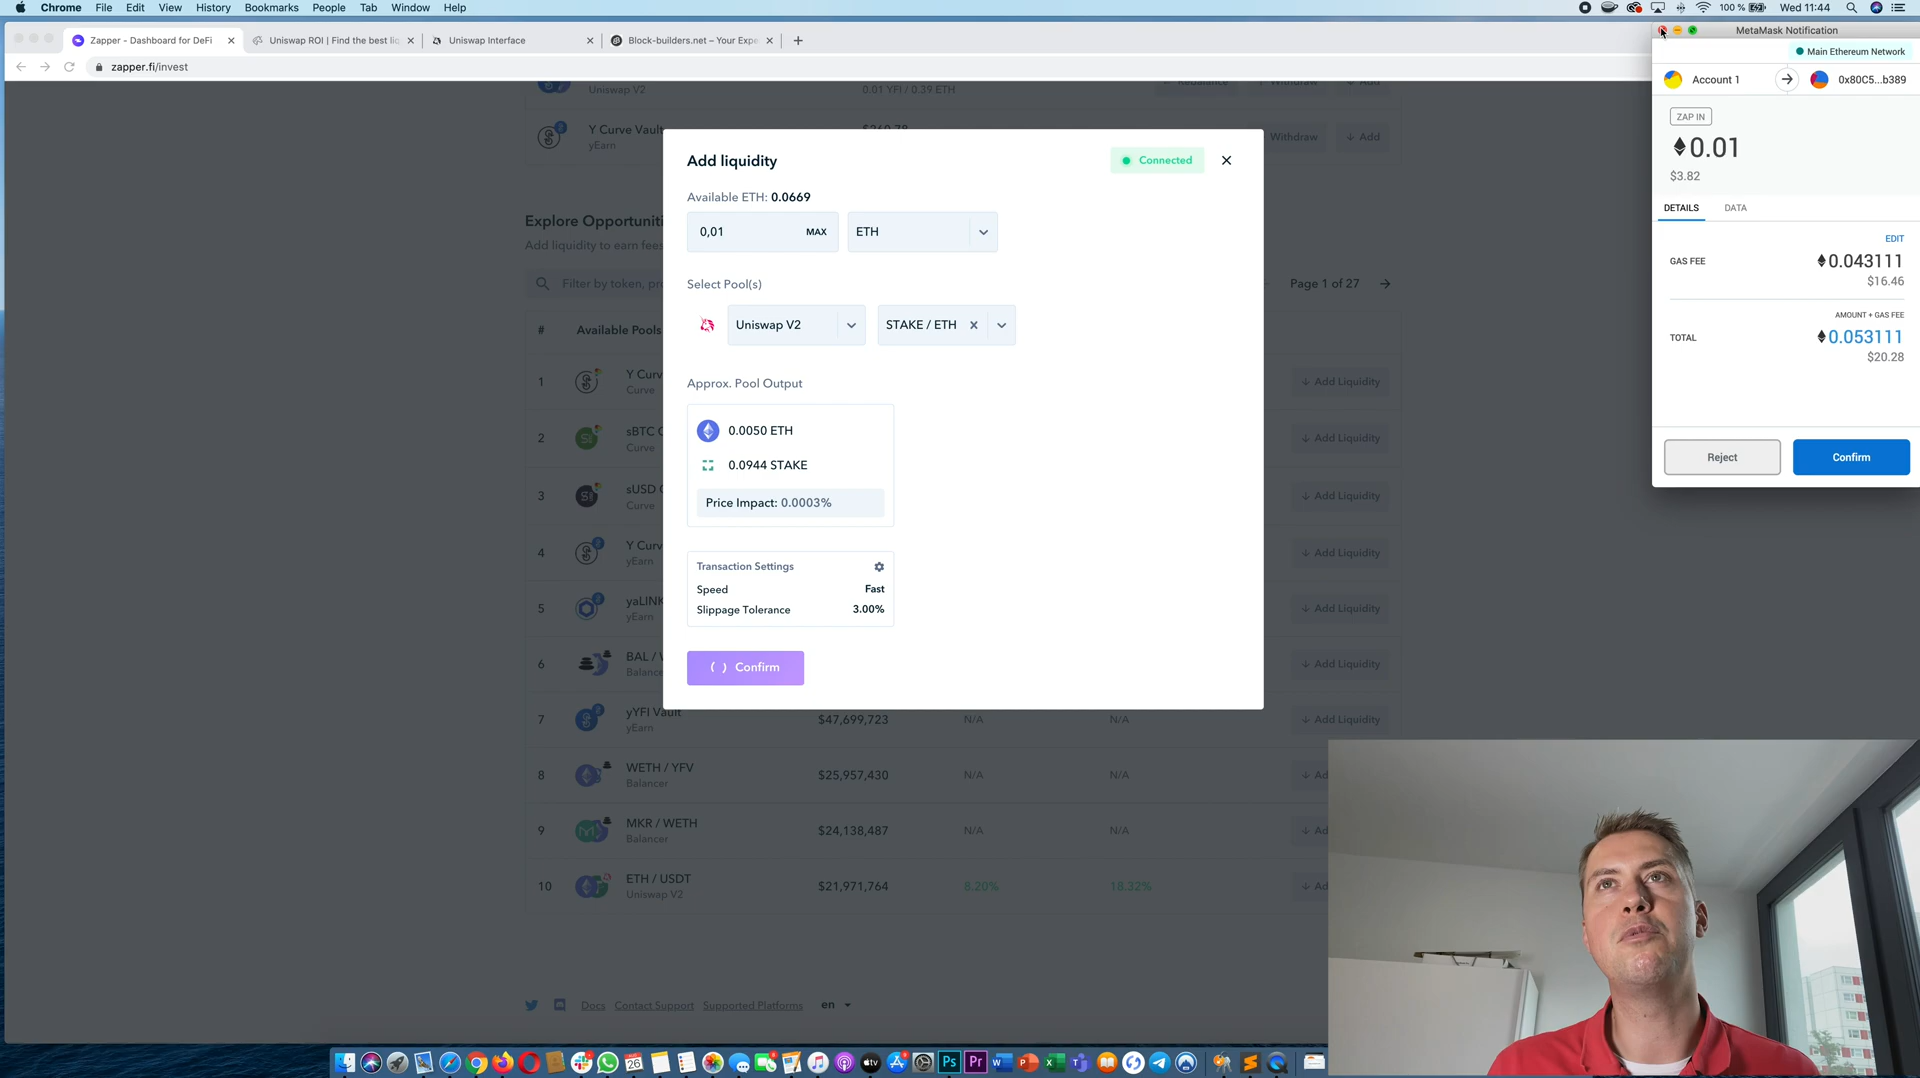 Chrome File Edit View History Bookmarks People Tab Window Help
100 % Wed 11:44
Zapper - Dashboard for DeFi
Uniswap ROI | Find the best li
Uniswap Interface
Block-builders.net – Your Expe
zapper.fi/invest
MetaMask Notification
Main Ethereum Network
Account 1
0x80C5...b389
ZAP IN
0.01
$3.82
DETAILS DATA
EDIT
GAS FEE 0.043111
$16.46
AMOUNT + GAS FEE
TOTAL 0.053111
$20.28
Reject Confirm
Uniswap V2
0.01 YFI / 0.39 ETH
Rebalance Withdraw Add
Y Curve Vault
yEarn
$260.78
Withdraw Add
Explore Opportuniti
Add liquidity to earn fees
Filter by token, pr
Page 1 of 27
# Available Pools
1 Y Curv
Curve
Add Liquidity
2 sBTC C
Curve
Add Liquidity
3 sUSD C
Curve
Add Liquidity
4 Y Curv
yEarn
Add Liquidity
5 yaLINK
yEarn
Add Liquidity
6 BAL / W
Balance
Add Liquidity
7 yYFI Vault
yEarn
$47,699,723 N/A N/A Add Liquidity
8 WETH / YFV
Balancer
$25,957,430 N/A N/A Ad
9 MKR / WETH
Balancer
$24,138,487 N/A N/A Ad
10 ETH / USDT
Uniswap V2
$21,971,764 8.20% 18.32% Ad
Add liquidity
Connected
Available ETH: 0.0669
0,01 MAX ETH
Select Pool(s)
Uniswap V2 STAKE / ETH
Approx. Pool Output
0.0050 ETH
0.0944 STAKE
Price Impact: 0.0003%
Transaction Settings
Speed Fast
Slippage Tolerance 3.00%
Confirm
Docs Contact Support Supported Platforms en
26
Ps Pr